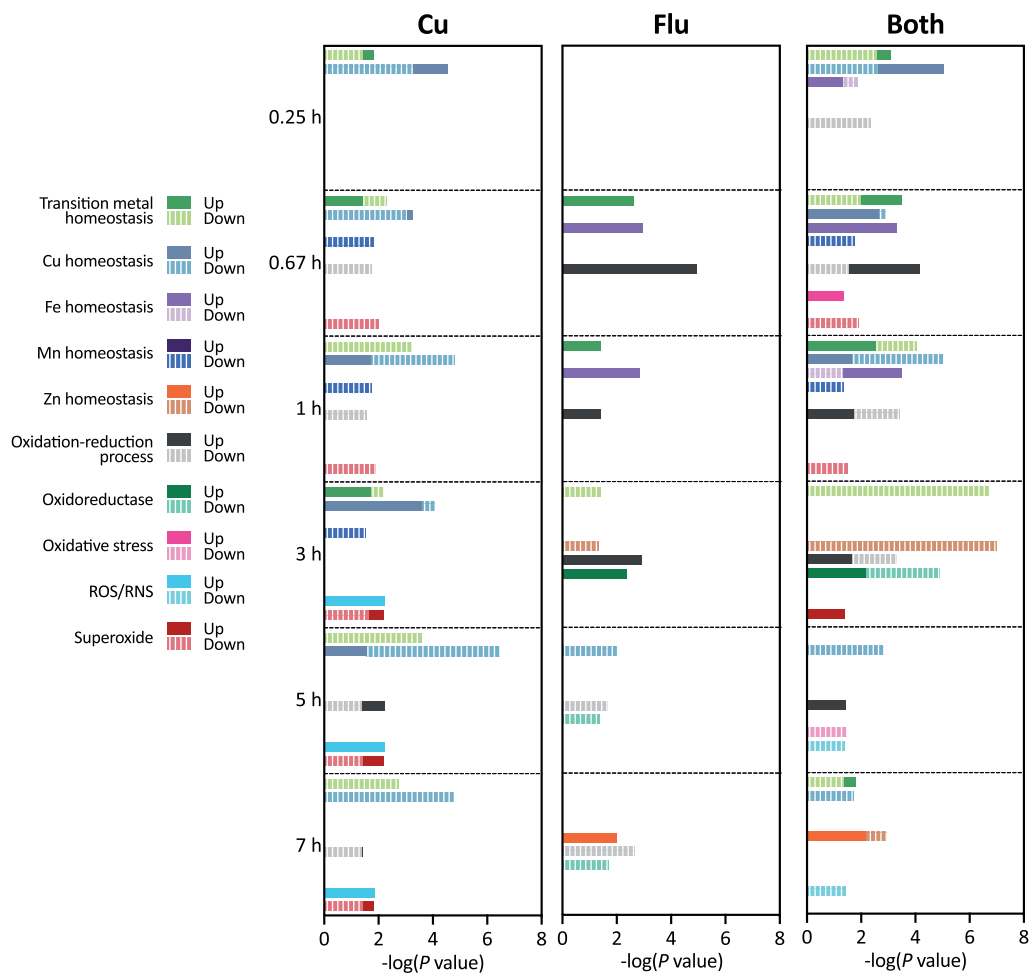 Cu Flu Both
0.25 h
Transition metal Up
homeostasis Down
Cu homeostasis Up
Down
0.67 h
Fe homeostasis Up
Down
Mn homeostasis Up
Down
Zn homeostasis Up
Down
1 h
Oxidation-reduction Up
process Down
Oxidoreductase Up
Down
Oxidative stress Up
Down
3 h
ROS/RNS Up
Down
Superoxide Up
Down
5 h
7 h
0 2 4 6 8 0 2 4 6 8 0 2 4 6 8
-log(P value) -log(P value) -log(P value)